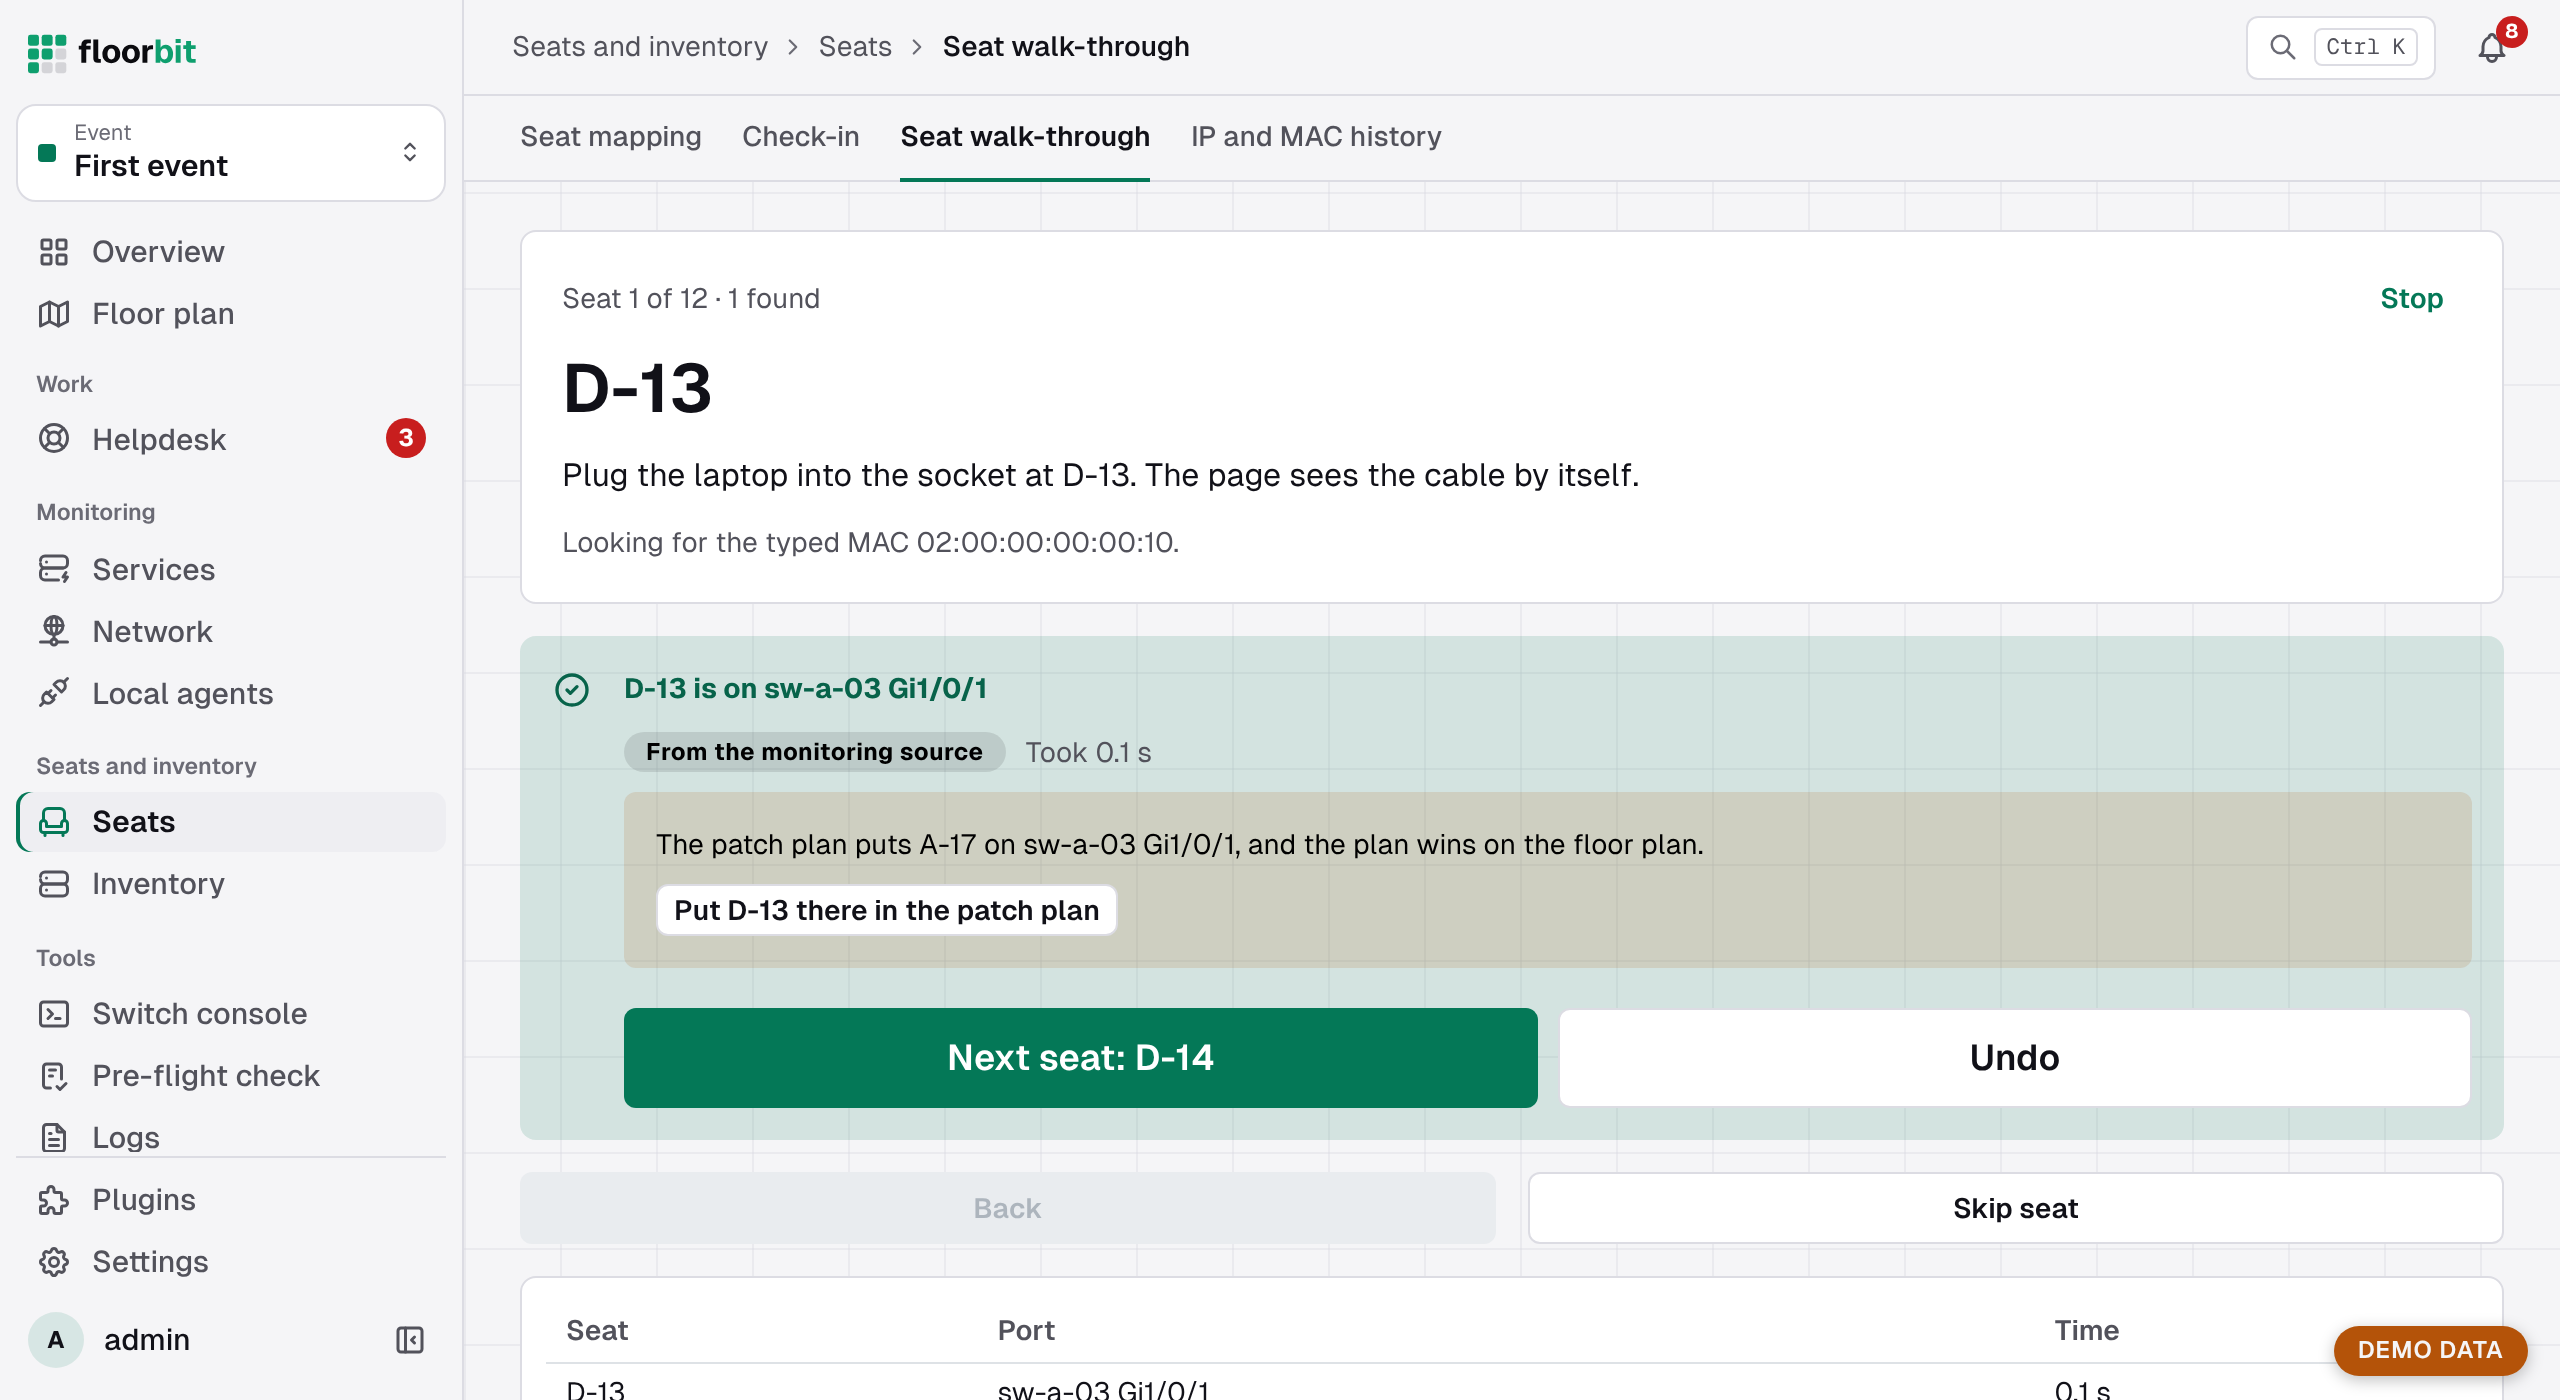 floorbit
Event
First event
Overview
Floor plan
Work
Helpdesk
3
Monitoring
Services
Network
Local agents
Seats and inventory
Seats
Inventory
Tools
Switch console
Pre-flight check
Logs
Plugins
Settings
A
admin
Seats and inventory > Seats > Seat walk-through
Ctrl K
8
Seat mapping
Check-in
Seat walk-through
IP and MAC history
Seat 1 of 12 · 1 found
Stop
D-13
Plug the laptop into the socket at D-13. The page sees the cable by itself.
Looking for the typed MAC 02:00:00:00:00:10.
D-13 is on sw-a-03 Gi1/0/1
From the monitoring source
Took 0.1 s
The patch plan puts A-17 on sw-a-03 Gi1/0/1, and the plan wins on the floor plan.
Put D-13 there in the patch plan
Next seat: D-14
Undo
Back
Skip seat
Seat
Port
Time
D-13
sw-a-03 Gi1/0/1
0.1 s
DEMO DATA